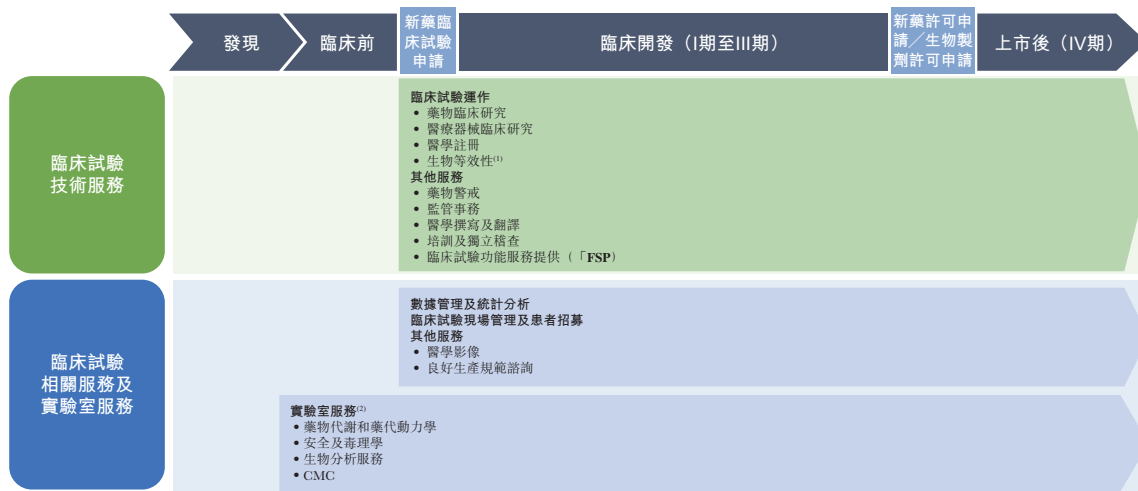 發現
臨床前
新藥臨
床試驗
申請
臨床開發（I期至III期）
新藥許可申
請／生物製
劑許可申請
上市後（IV期）
臨床試驗
技術服務
臨床試驗運作
• 藥物臨床研究
• 醫療器械臨床研究
• 醫學註冊
• 生物等效性⁽¹⁾
其他服務
• 藥物警戒
• 監管事務
• 醫學撰寫及翻譯
• 培訓及獨立稽查
• 臨床試驗功能服務提供（「FSP）
臨床試驗
相關服務及
實驗室服務
數據管理及統計分析
臨床試驗現場管理及患者招募
其他服務
• 醫學影像
• 良好生產規範諮詢
實驗室服務⁽²⁾
• 藥物代謝和藥代動力學
• 安全及毒理學
• 生物分析服務
• CMC